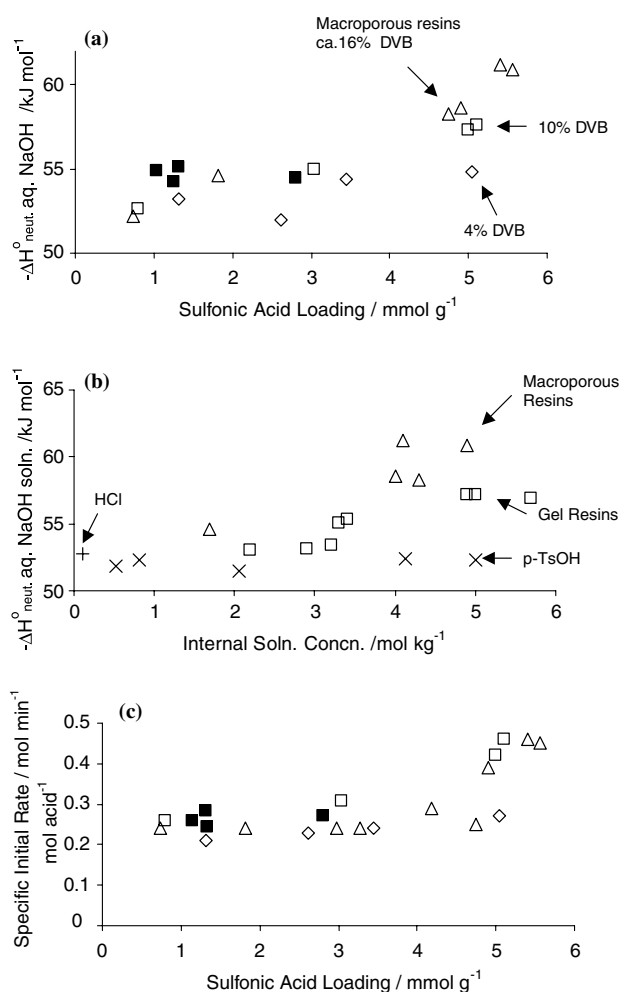 (a)
Macroporous resins
ca.16% DVB
10% DVB
4% DVB
65
60
55
50
0 1 2 3 4 5 6
-ΔH°neut. aq. NaOH /kJ mol⁻¹
Sulfonic Acid Loading / mmol g⁻¹
(b)
Macroporous
Resins
HCl
Gel Resins
p-TsOH
65
60
55
50
0 1 2 3 4 5 6
-ΔH°neut. aq. NaOH soln. /kJ mol⁻¹
Internal Soln. Concn. /mol kg⁻¹
(c)
0.5
0.4
0.3
0.2
0.1
0
0 1 2 3 4 5 6
Specific Initial Rate / mol min⁻¹
mol acid⁻¹
Sulfonic Acid Loading / mmol g⁻¹